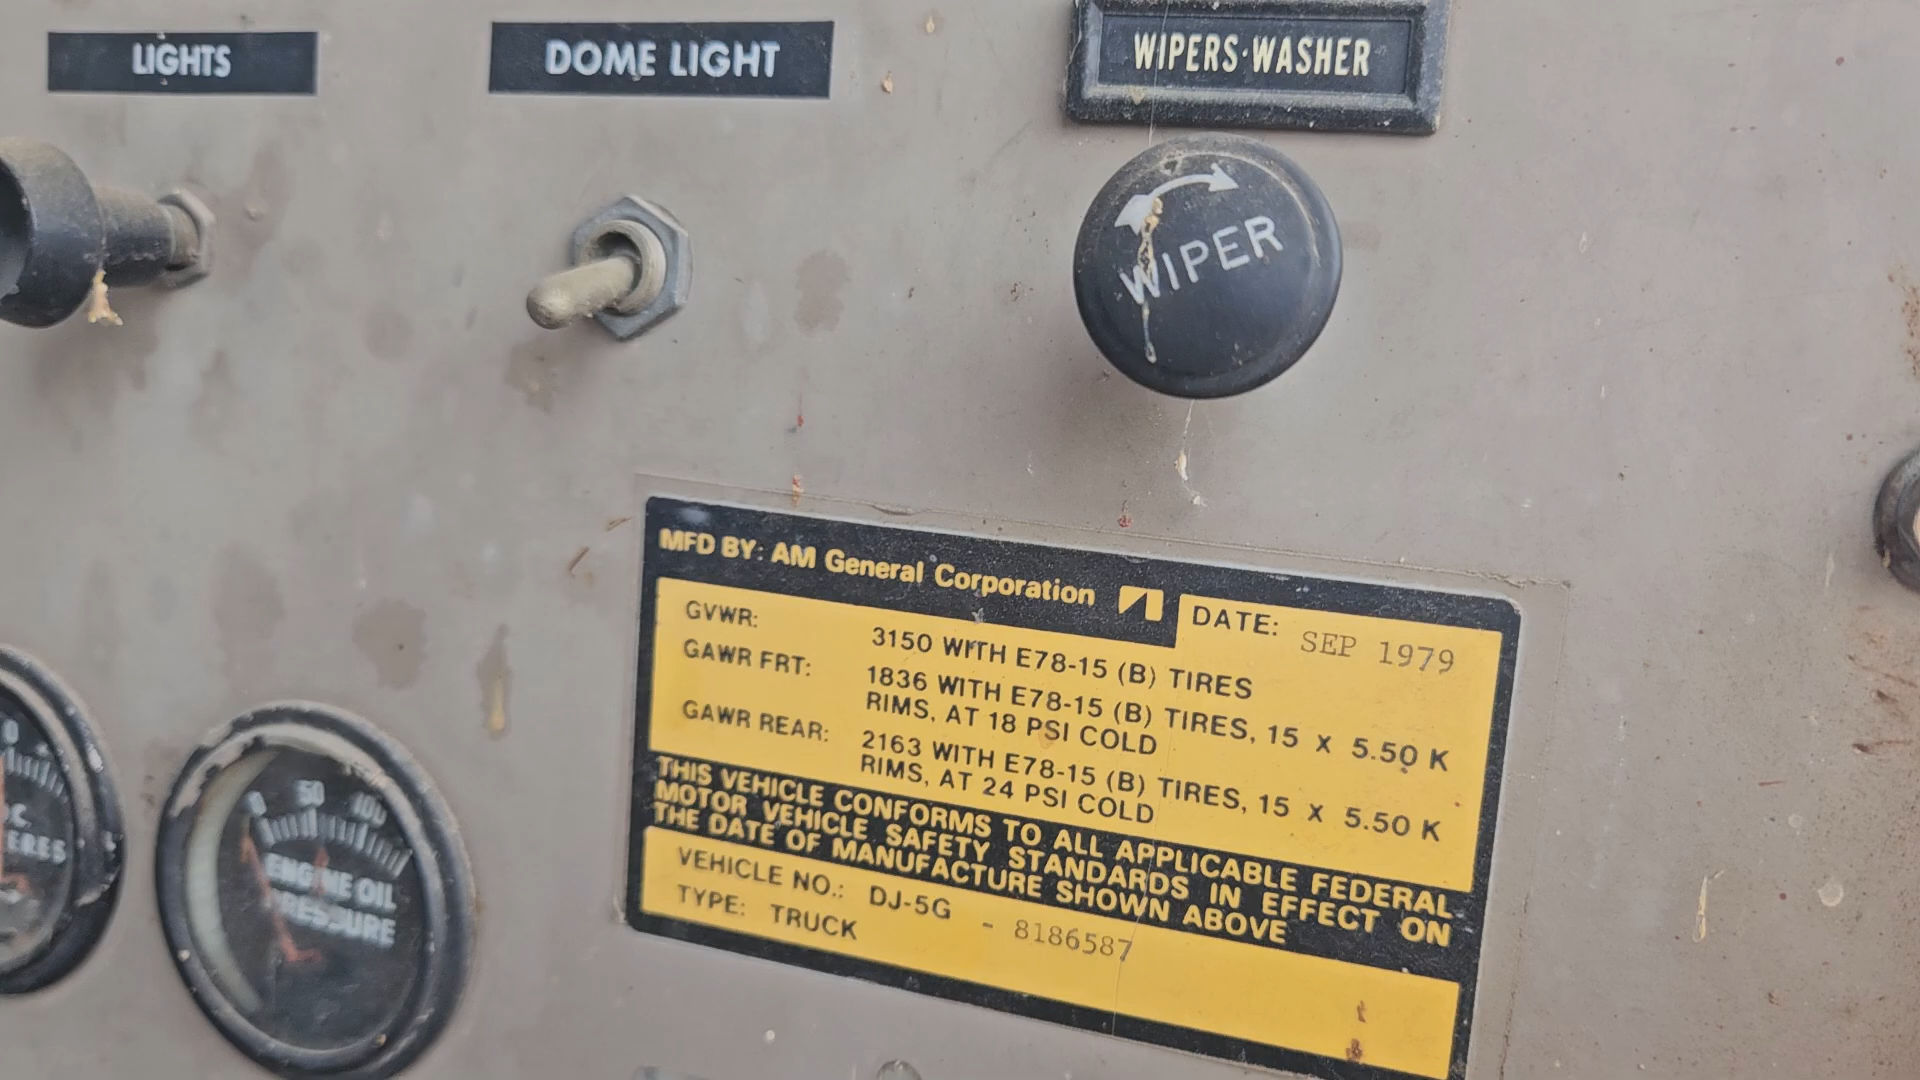 LIGHTS
DOME LIGHT
WIPERS·WASHER
WIPER
MFD BY: AM General Corporation
DATE: SEP 1979
GVWR: 3150 WITH E78-15 (B) TIRES
GAWR FRT: 1836 WITH E78-15 (B) TIRES, 15 x 5.50 K
RIMS, AT 18 PSI COLD
GAWR REAR: 2163 WITH E78-15 (B) TIRES, 15 x 5.50 K
RIMS, AT 24 PSI COLD
THIS VEHICLE CONFORMS TO ALL APPLICABLE FEDERAL
MOTOR VEHICLE SAFETY STANDARDS IN EFFECT ON
THE DATE OF MANUFACTURE SHOWN ABOVE
VEHICLE NO.: DJ-5G - 8186587
TYPE: TRUCK
0 50 100
ENGINE OIL
PRESSURE